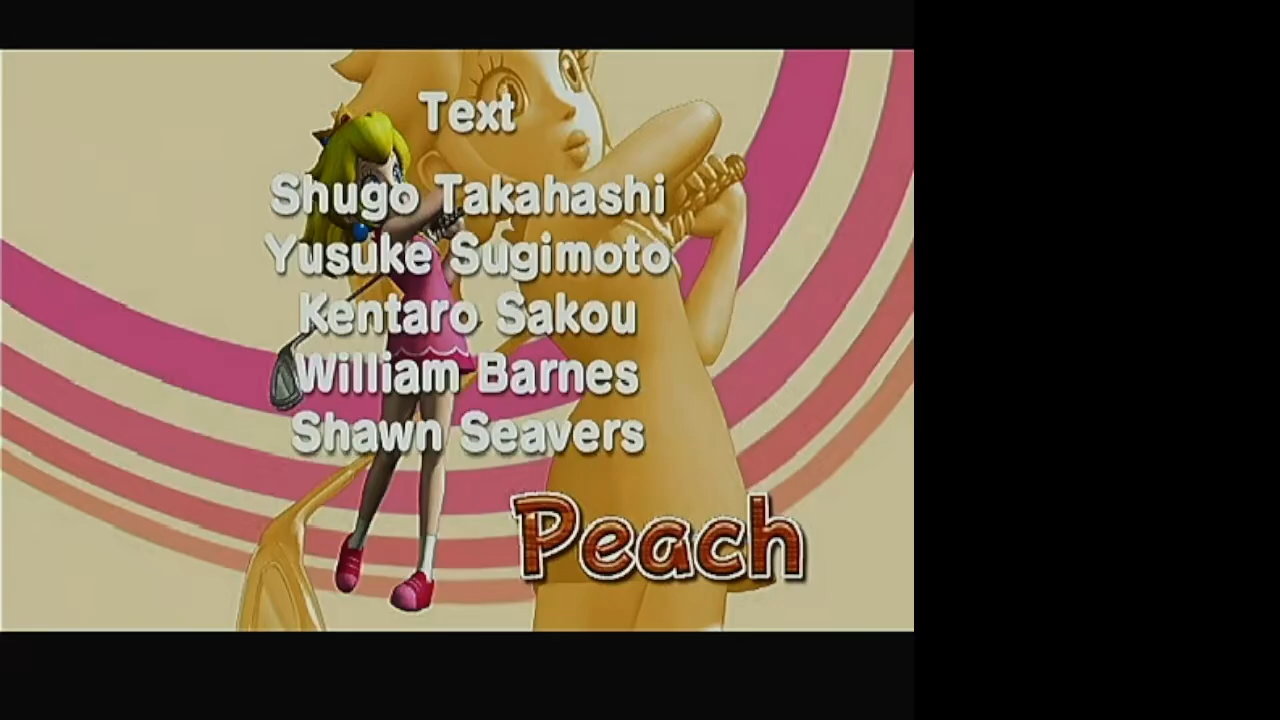 Text
Shugo Takahashi
Yusuke Sugimoto
Kentaro Sakou
William Barnes
Shawn Seavers
Peach